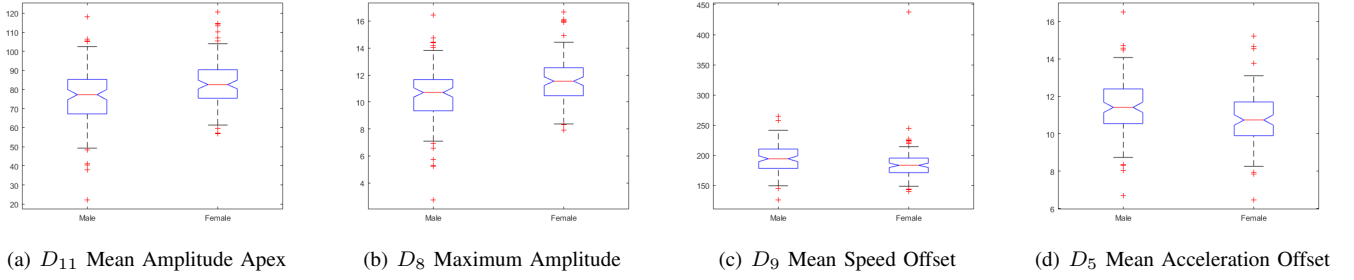 120
110
100
90
80
70
60
50
40
30
20
Male
Female
(a) D11 Mean Amplitude Apex
16
14
12
10
8
6
4
Male
Female
(b) D8 Maximum Amplitude
450
400
350
300
250
200
150
Male
Female
(c) D9 Mean Speed Offset
16
14
12
10
8
6
Male
Female
(d) D5 Mean Acceleration Offset